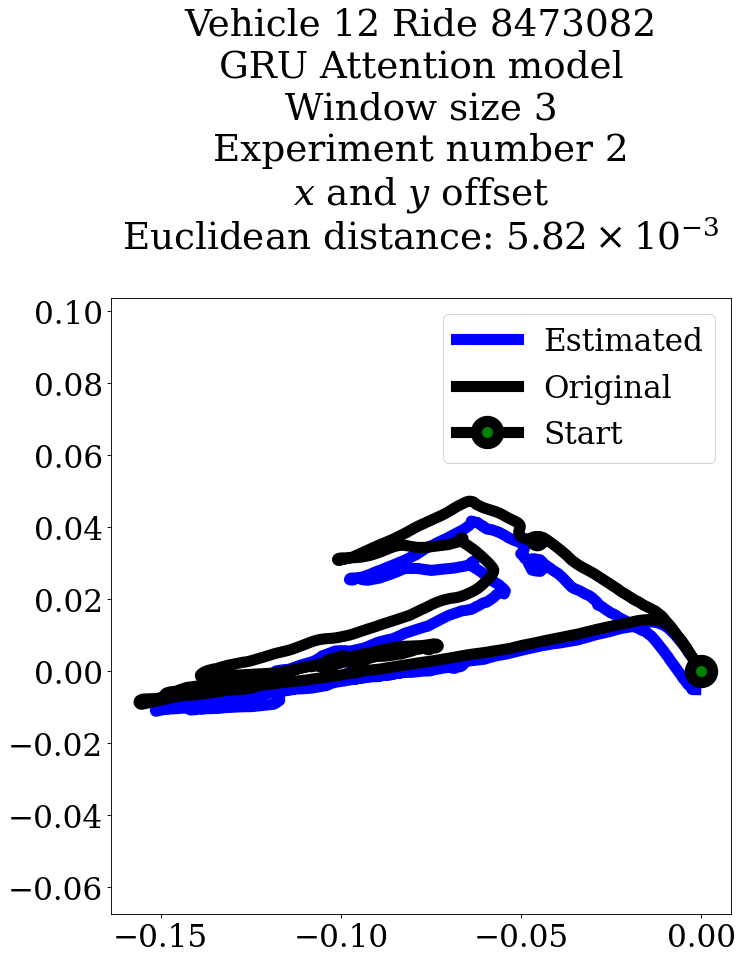 Vehicle 12 Ride 8473082
GRU Attention model
Window size 3
Experiment number 2
x and y offset
Euclidean distance: 5.82 × 10⁻³
Estimated
Original
Start
0.10
0.08
0.06
0.04
0.02
0.00
−0.02
−0.04
−0.06
−0.15
−0.10
−0.05
0.00